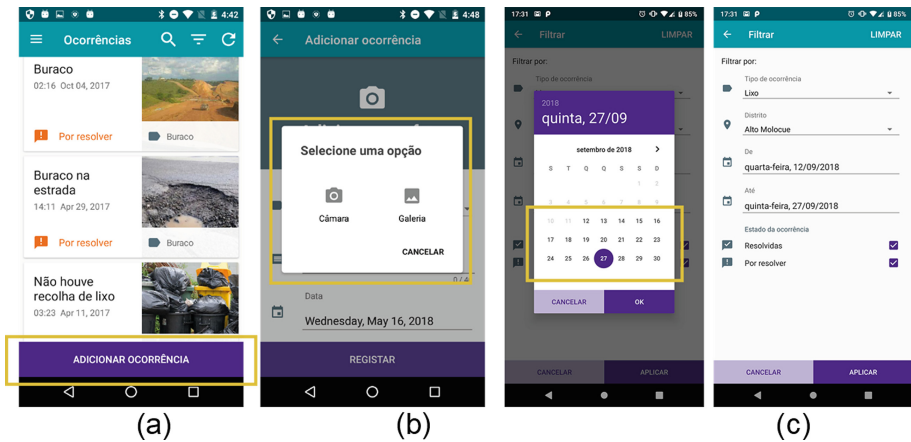 4:42
Ocorrências
Buraco
02:16 Oct 04, 2017
Por resolver
Buraco
Buraco na
estrada
14:11 Apr 29, 2017
Por resolver
Buraco
Não houve
recolha de lixo
03:23 Apr 11, 2017
ADICIONAR OCORRÊNCIA
(a)
4:48
Adicionar ocorrência
Selecione uma opção
Câmara
Galeria
CANCELAR
Data
Wednesday, May 16, 2018
REGISTAR
(b)
17:31
85%
Filtrar
LIMPAR
Filtrar por:
Tipo de ocorrência
2018
quinta, 27/09
setembro de 2018
S T Q Q S S D
1 2
3 4 5 6 7 8 9
10 11 12 13 14 15 16
17 18 19 20 21 22 23
24 25 26 27 28 29 30
CANCELAR
OK
CANCELAR
APLICAR
17:31
85%
Filtrar
LIMPAR
Filtrar por:
Tipo de ocorrência
Lixo
Distrito
Alto Molocue
De
quarta-feira, 12/09/2018
Até
quinta-feira, 27/09/2018
Estado da ocorrência
Resolvidas
Por resolver
CANCELAR
APLICAR
(c)